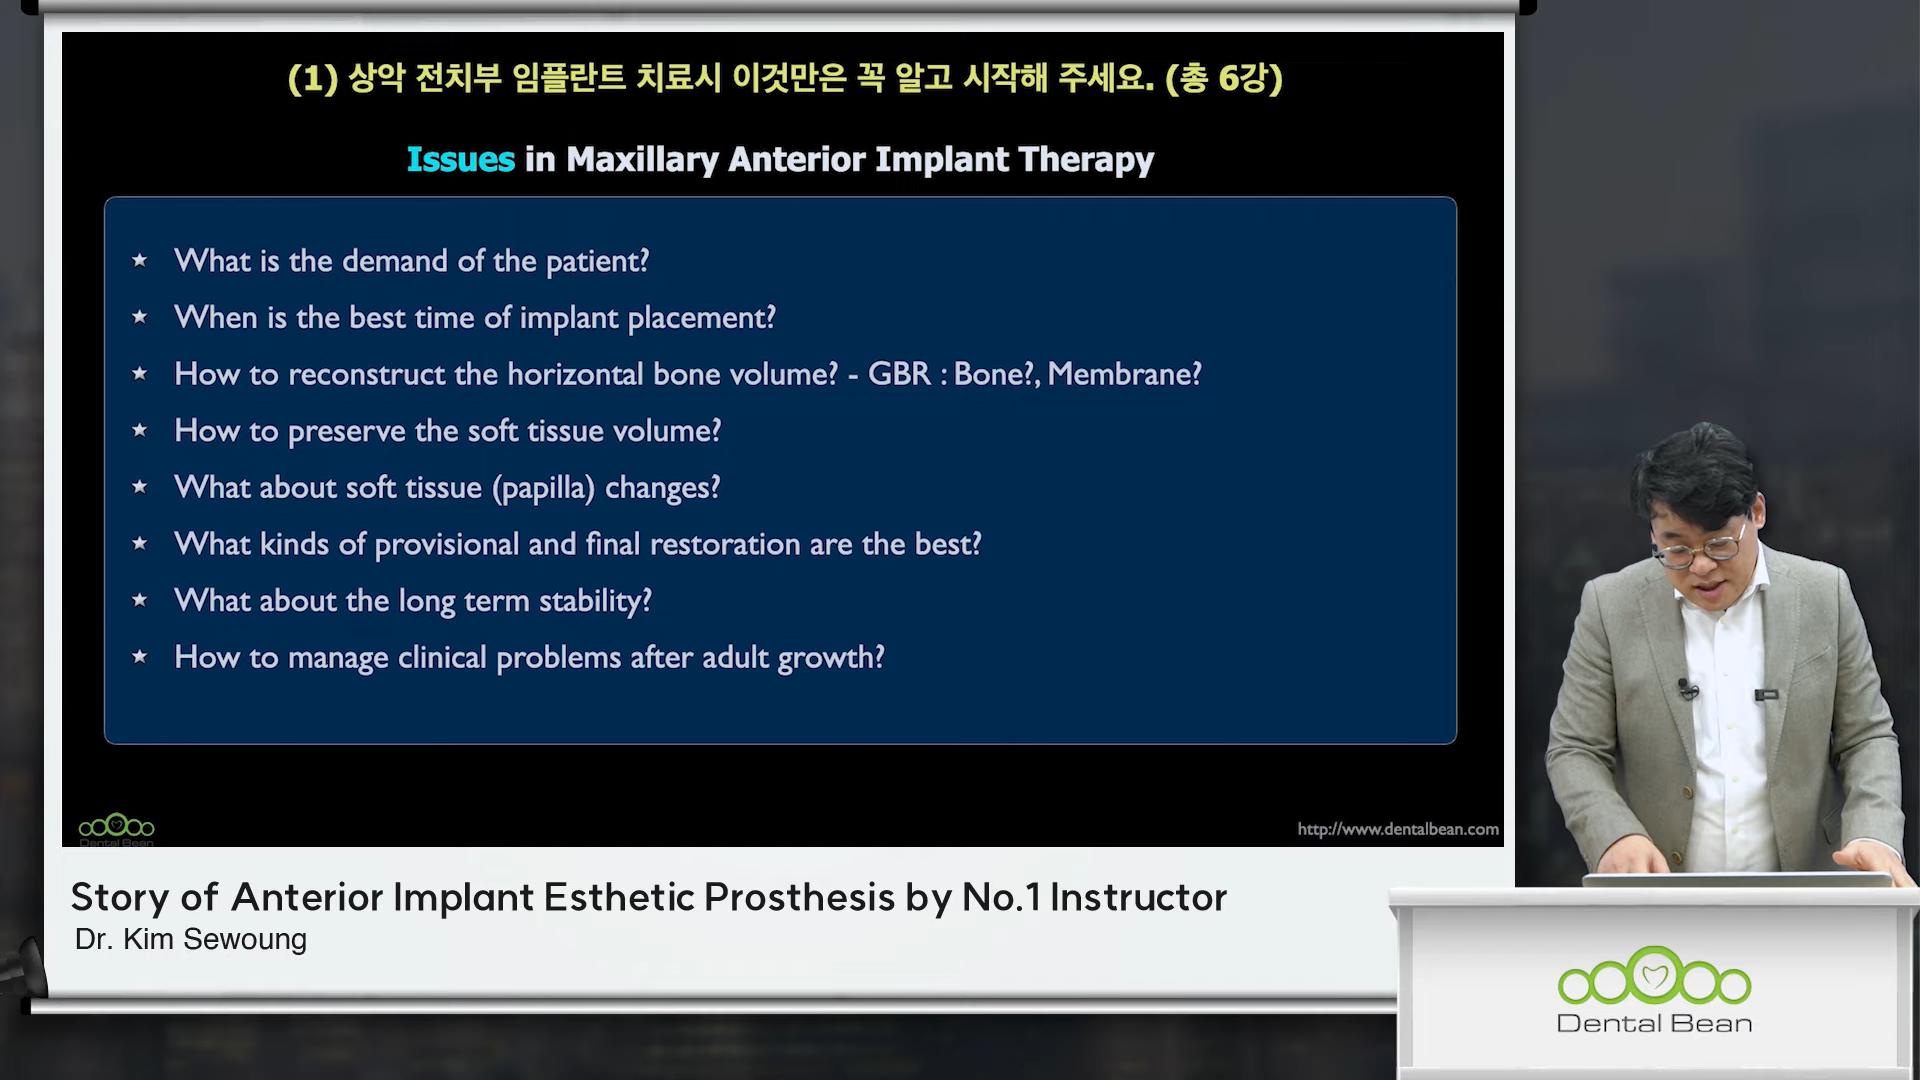 (1) 상악 전치부 임플란트 치료시 이것만은 꼭 알고 시작해 주세요. (총 6강)
Issues in Maxillary Anterior Implant Therapy
★ What is the demand of the patient?
★ When is the best time of implant placement?
★ How to reconstruct the horizontal bone volume? - GBR : Bone?, Membrane?
★ How to preserve the soft tissue volume?
★ What about soft tissue (papilla) changes?
★ What kinds of provisional and final restoration are the best?
★ What about the long term stability?
★ How to manage clinical problems after adult growth?
Dental Bean
http://www.dentalbean.com
Story of Anterior Implant Esthetic Prosthesis by No.1 Instructor
Dr. Kim Sewoung
Dental Bean